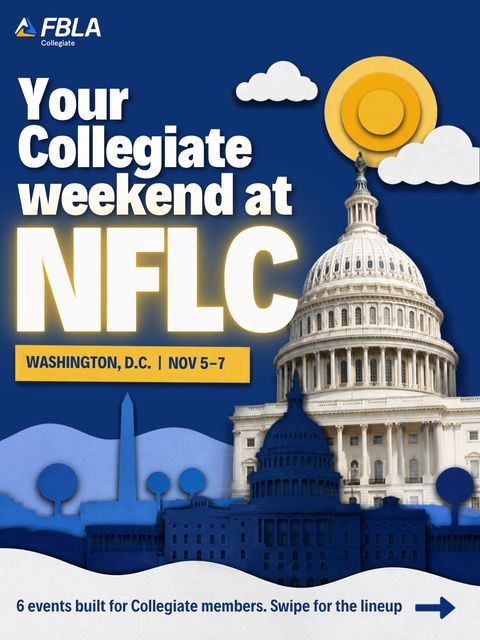 FBLA
Collegiate
Your
Collegiate
weekend at
NFLC
WASHINGTON, D.C. | NOV 5–7
6 events built for Collegiate members. Swipe for the lineup